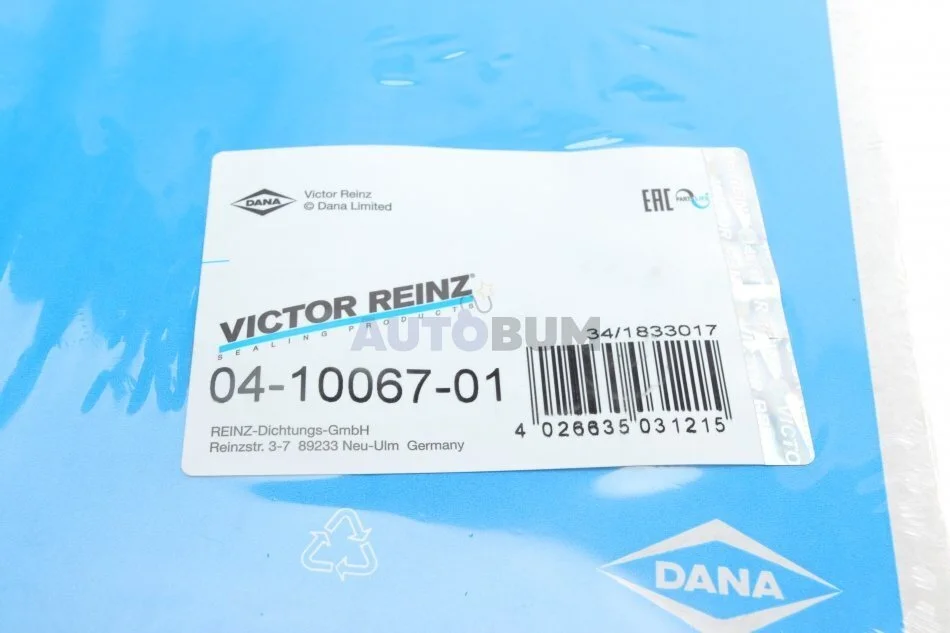 DANA
Victor Reinz
© Dana Limited
EAC
VICTOR REINZ®
SEALING PRODUCTS
AUTOBUM
34/1833017
04-10067-01
4 026635 031215
REINZ-Dichtungs-GmbH
Reinzstr. 3-7 89233 Neu-Ulm Germany
VICTO
DANA